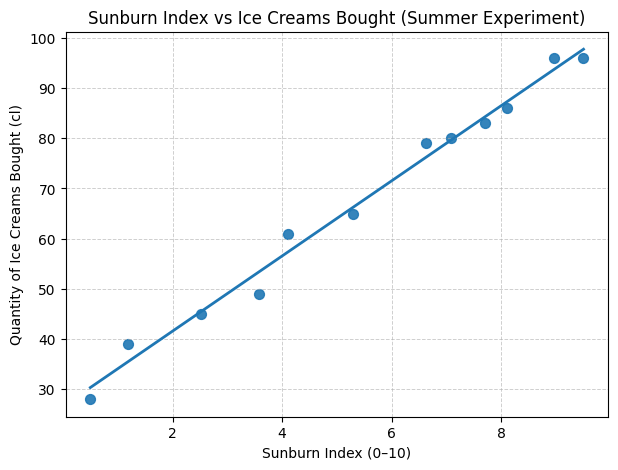 Sunburn Index vs Ice Creams Bought (Summer Experiment)
Quantity of Ice Creams Bought (cl)
100
90
80
70
60
50
40
30
2 4 6 8
Sunburn Index (0–10)